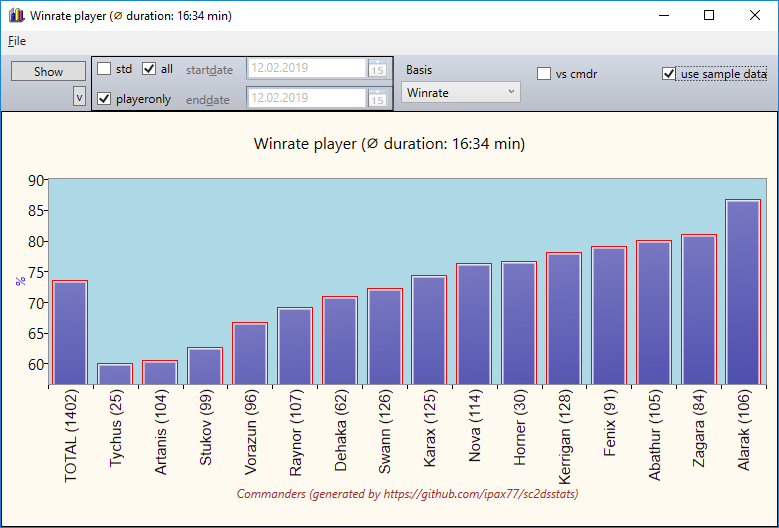 Winrate player (∅ duration: 16:34 min)
File
Show
v
std
all
startdate
12.02.2019
15
playeronly
enddate
12.02.2019
15
Basis
Winrate
vs cmdr
use sample data
Winrate player (∅ duration: 16:34 min)
90
85
80
75
70
65
60
%
TOTAL (1402)
Tychus (25)
Artanis (104)
Stukov (99)
Vorazun (96)
Raynor (107)
Dehaka (62)
Swann (126)
Karax (125)
Nova (114)
Horner (30)
Kerrigan (128)
Fenix (91)
Abathur (105)
Zagara (84)
Alarak (106)
Commanders (generated by https://github.com/ipax77/sc2dsstats)